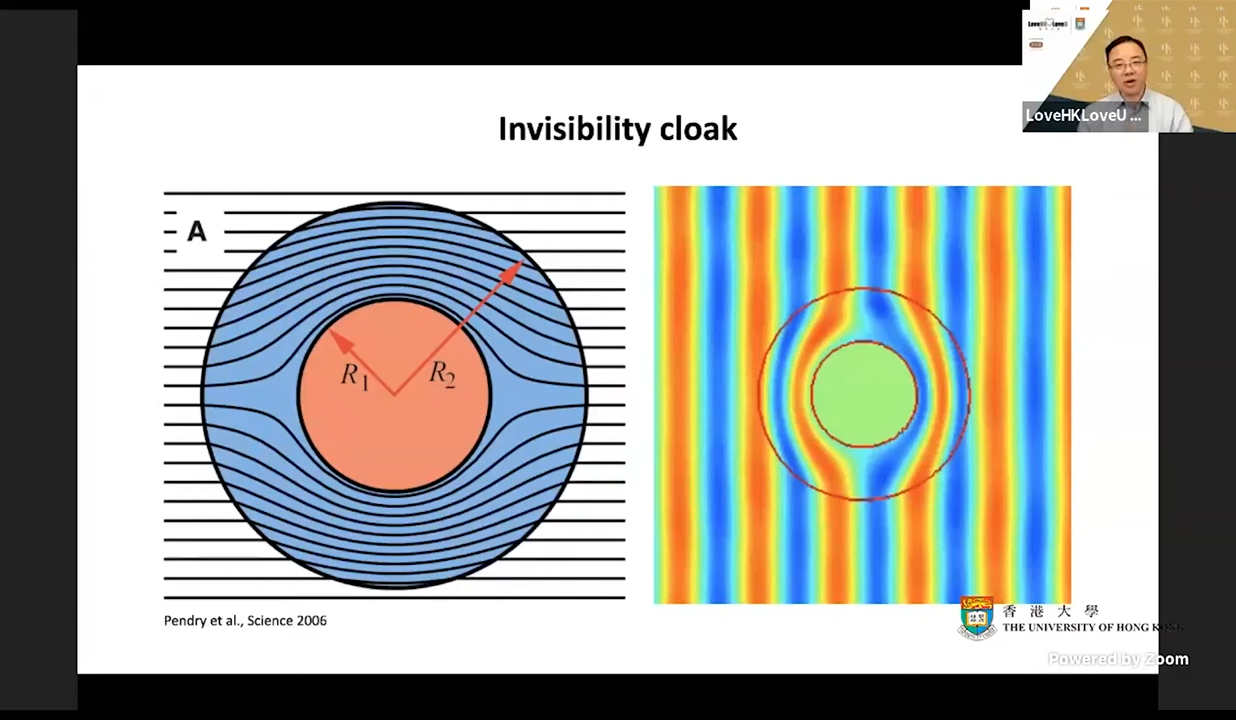 Invisibility cloak
A
R1
R2
Pendry et al., Science 2006
香港大學
THE UNIVERSITY OF HONG KONG
Powered by Zoom
LoveHKLoveU ...